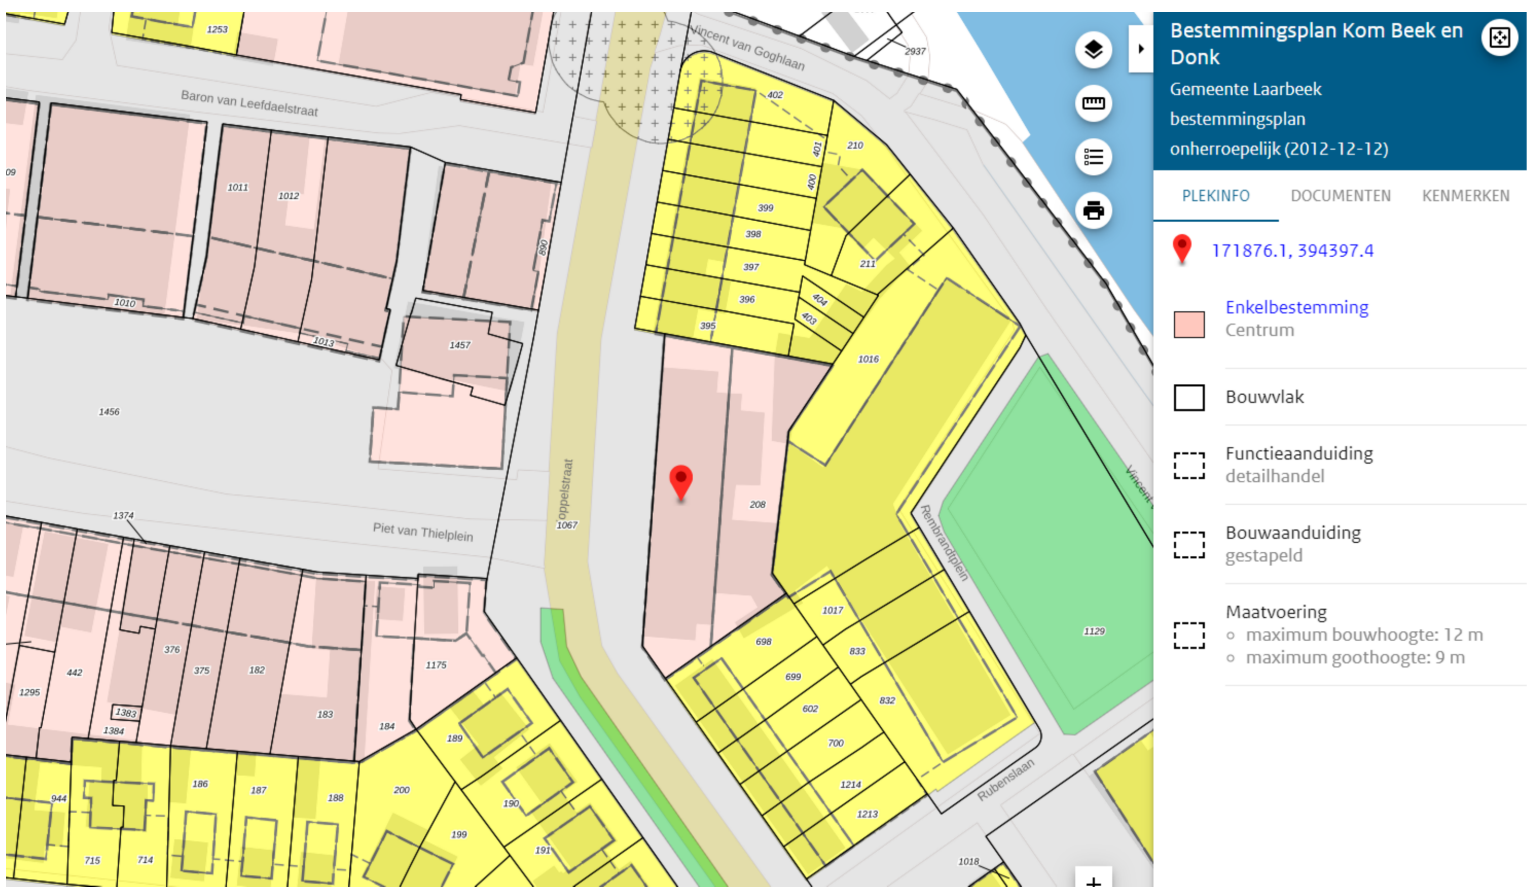 1253
Vincent van Goghlaan
2937
Baron van Leefdaelstraat
402
401
210
400
09
1011
1012
399
398
890
397
211
396
404
403
395
1010
1013
1457
1016
1456
208
1374
Piet van Thielplein
1067
Rembrandtplein
1129
376
375
182
442
1295
1383
1384
183
184
1175
1017
698
833
699
832
602
700
1214
1213
189
190
191
Rubenslaan
944
186
187
188
200
199
715
714
1018
Bestemmingsplan Kom Beek en
Donk
Gemeente Laarbeek
bestemmingsplan
onherroepelijk (2012-12-12)
PLEKINFO DOCUMENTEN KENMERKEN
171876.1, 394397.4
Enkelbestemming
Centrum
Bouwvlak
Functieaanduiding
detailhandel
Bouwaanduiding
gestapeld
Maatvoering
maximum bouwhoogte: 12 m
maximum goothoogte: 9 m